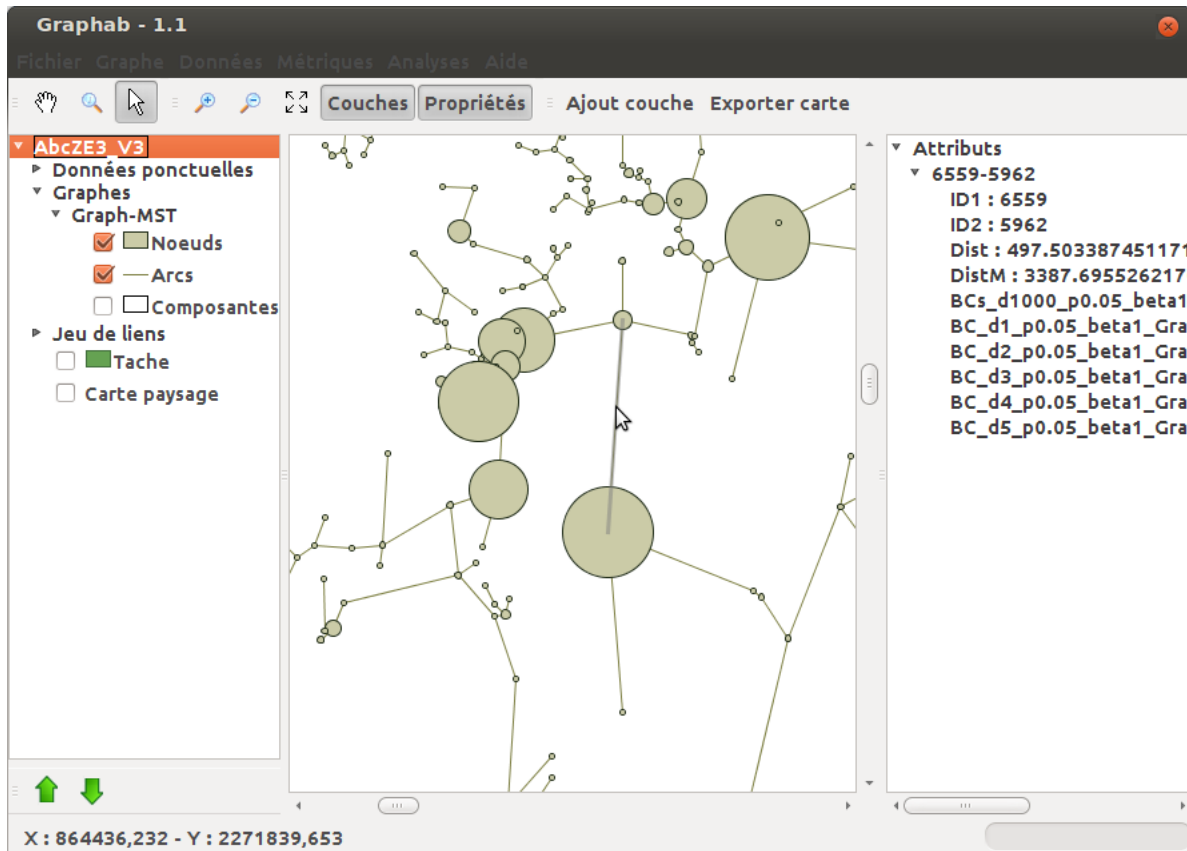 Graphab - 1.1
Fichier Graphe Données Métriques Analyses Aide
Couches Propriétés Ajout couche Exporter carte
AbcZE3_V3
Données ponctuelles
Graphes
Graph-MST
Noeuds
Arcs
Composantes
Jeu de liens
Tache
Carte paysage
Attributs
6559-5962
ID1 : 6559
ID2 : 5962
Dist : 497.503387451171
DistM : 3387.695526217
BCs_d1000_p0.05_beta1
BC_d1_p0.05_beta1_Gra
BC_d2_p0.05_beta1_Gra
BC_d3_p0.05_beta1_Gra
BC_d4_p0.05_beta1_Gra
BC_d5_p0.05_beta1_Gra
X : 864436,232 - Y : 2271839,653